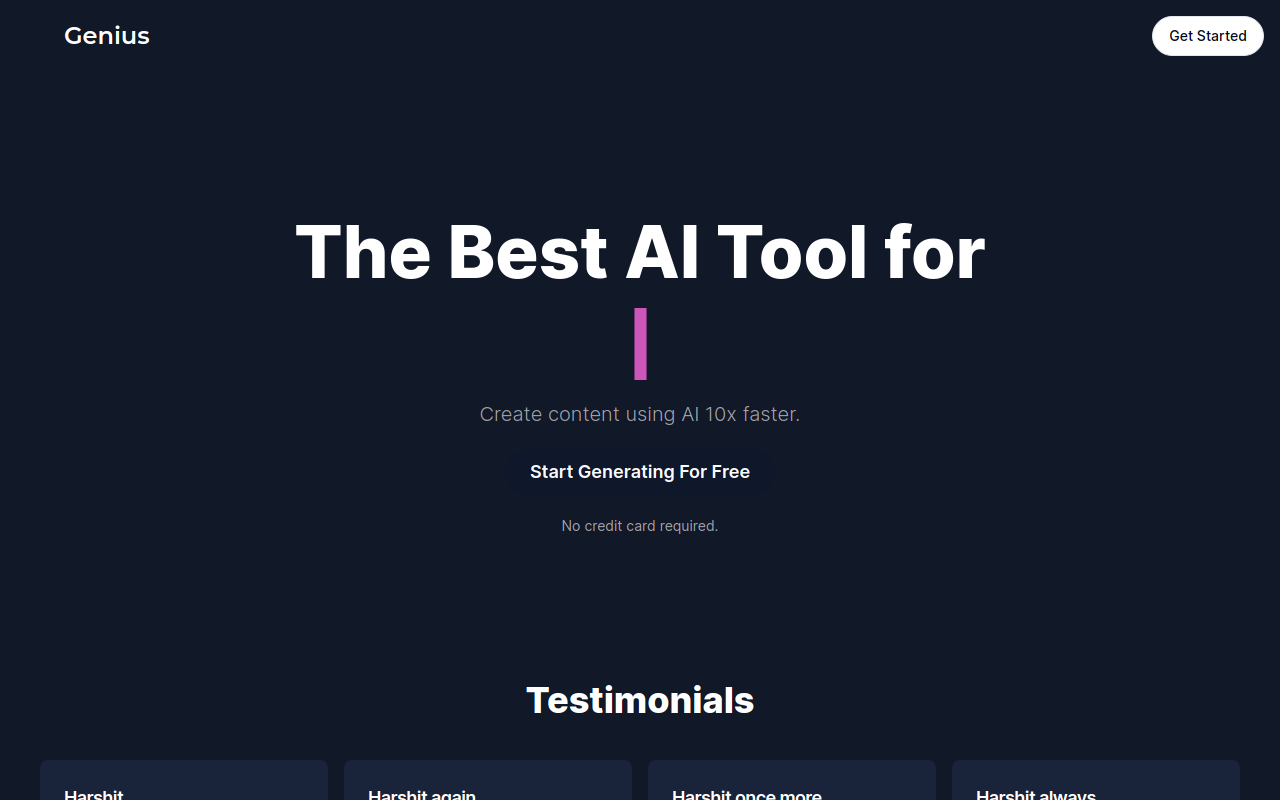 Genius
Get Started
The Best AI Tool for
Create content using AI 10x faster.
Start Generating For Free
No credit card required.
Testimonials
Harshit
Harshit again
Harshit once more
Harshit always